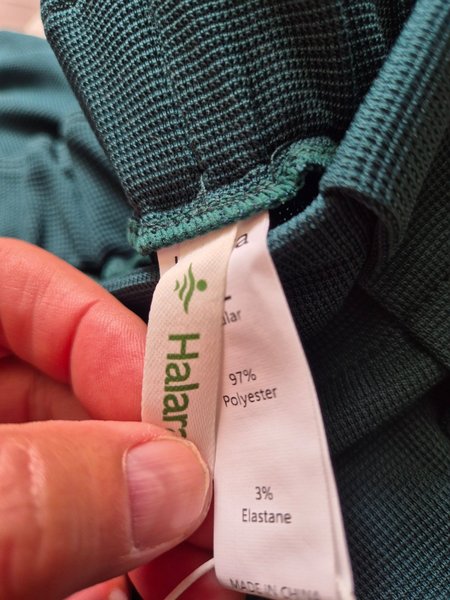 Halara
97%
Polyester
3%
Elastane
MADE IN CHINA